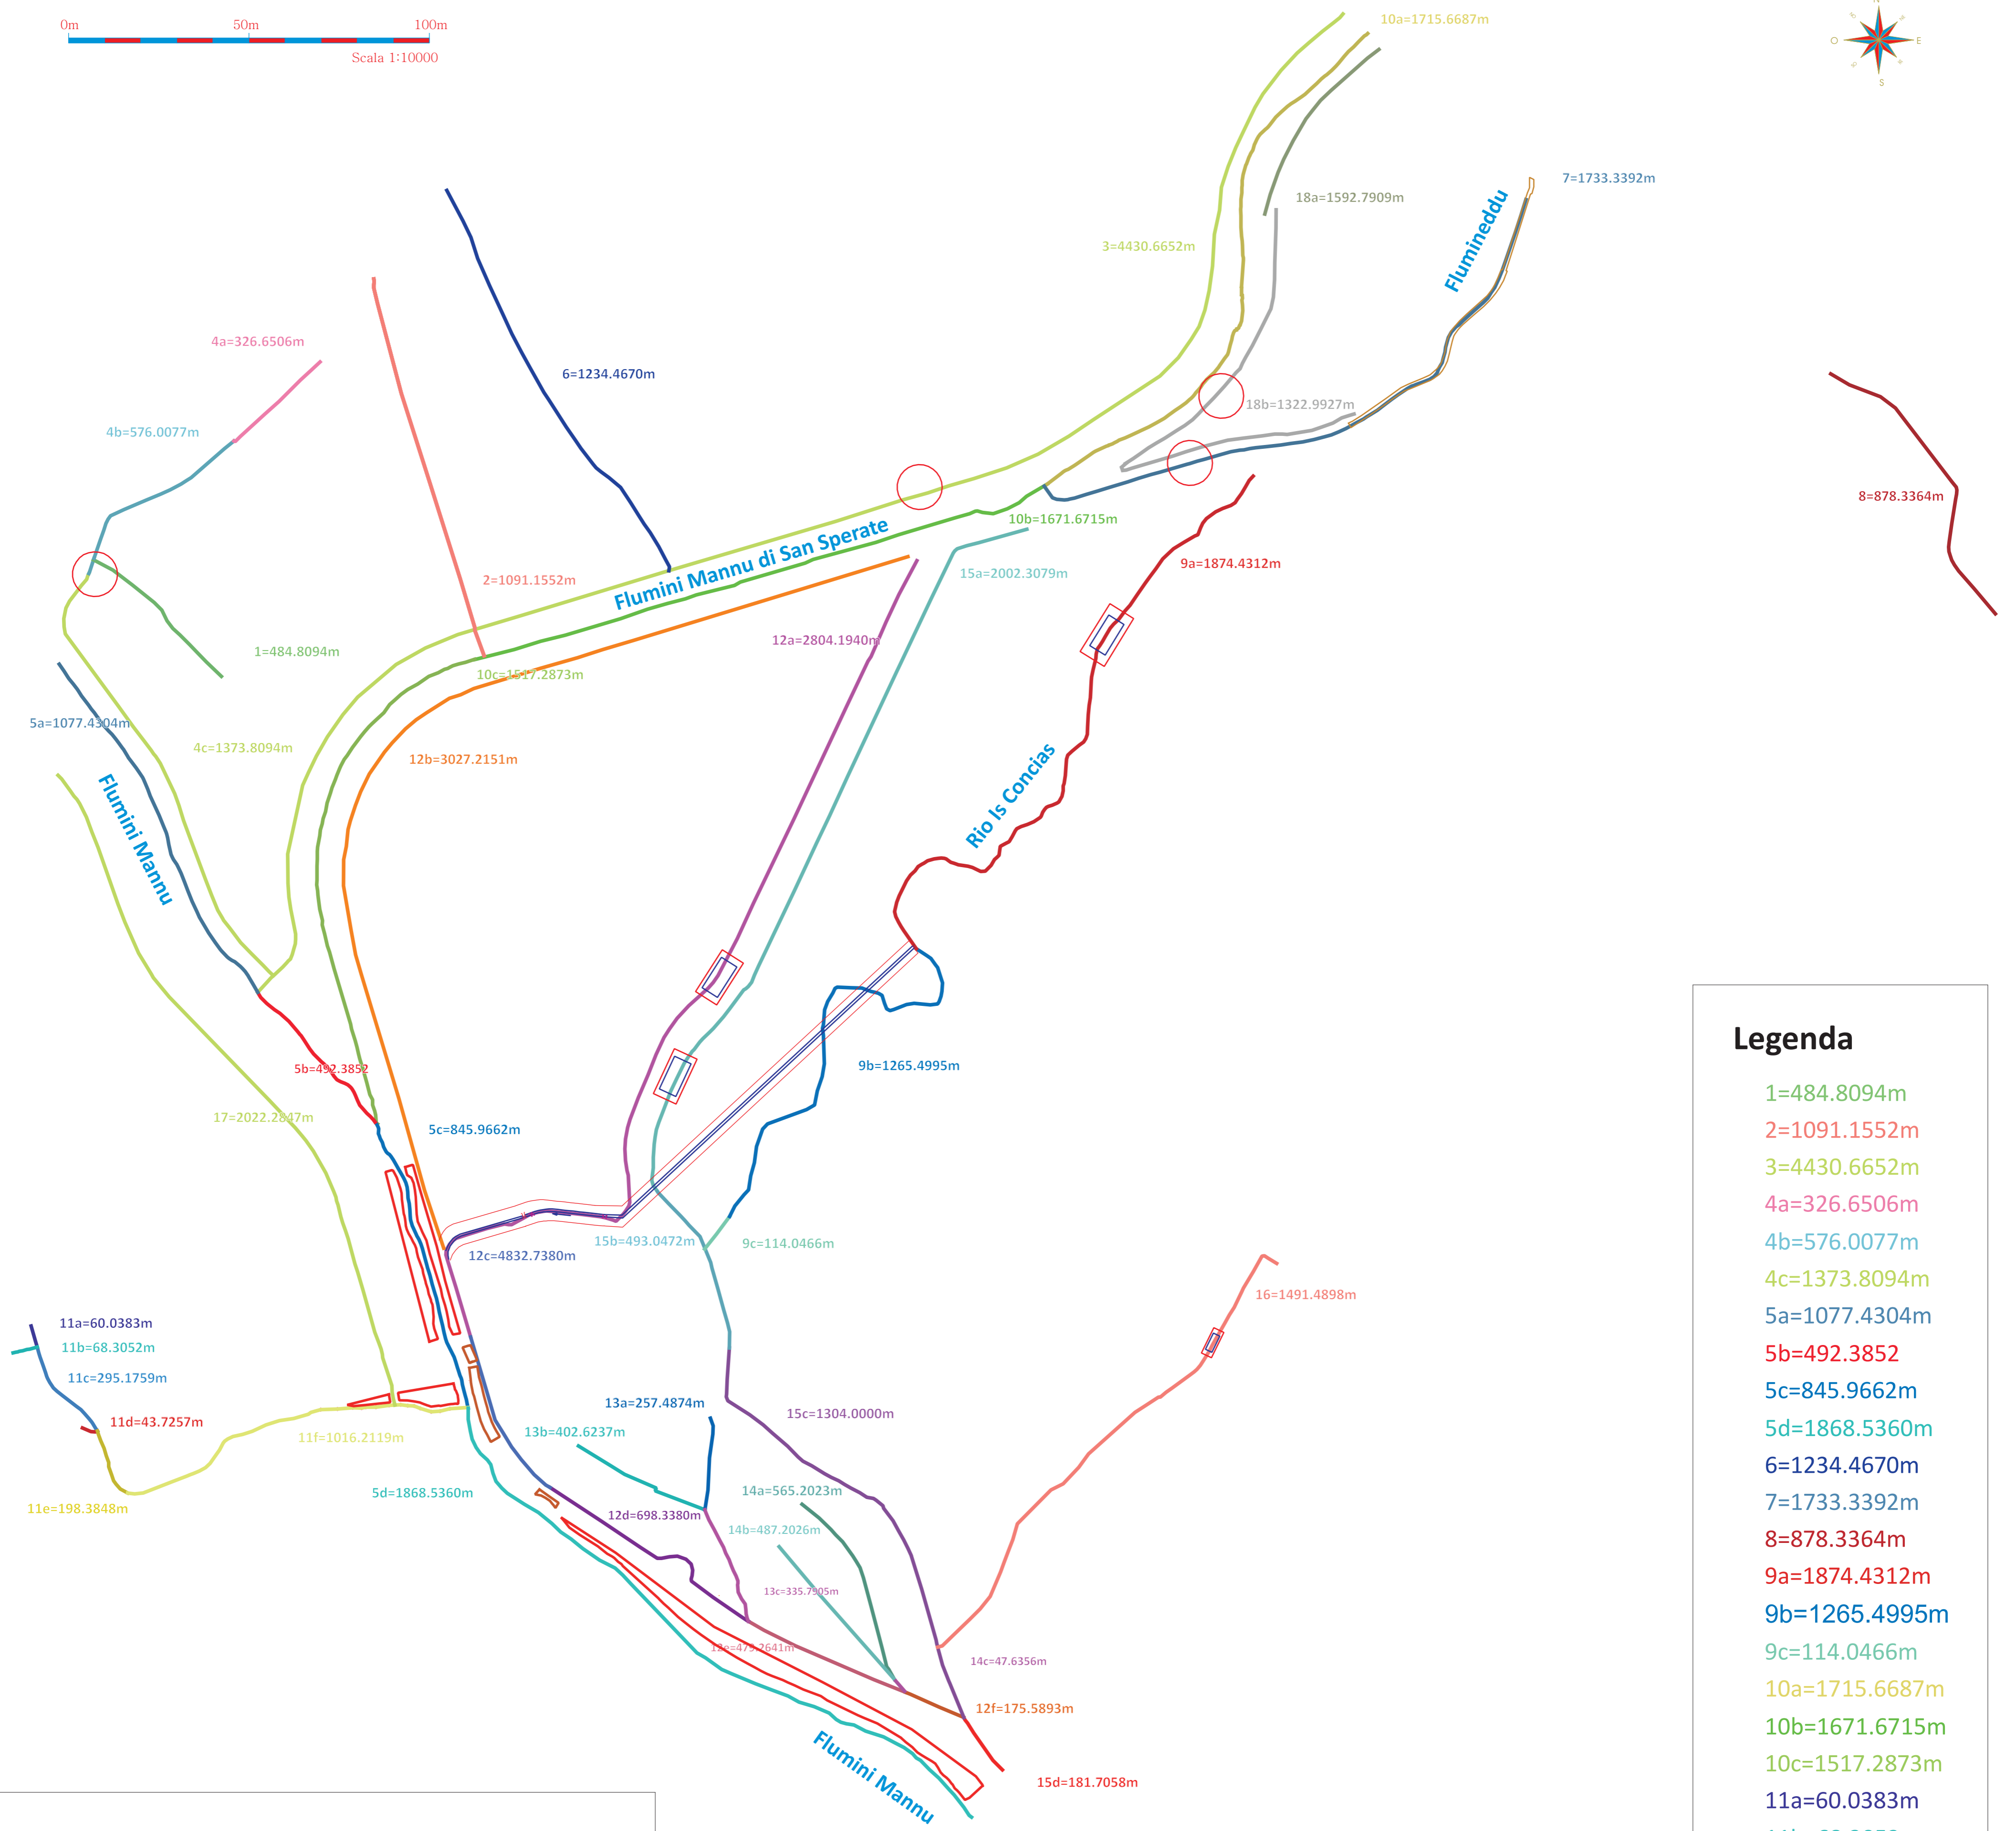 0m 50m 100m
Scala 1:10000
10a=1715.6687m
O E
S
7=1733.3392m
18a=1592.7909m
Flumineddu
3=4430.6652m
4a=326.6506m
6=1234.4670m
18b=1322.9927m
4b=576.0077m
8=878.3364m
10b=1671.6715m
Flumini Mannu di San Sperate
9a=1874.4312m
15a=2002.3079m
2=1091.1552m
12a=2804.1940m
1=484.8094m
10c=1517.2873m
5a=1077.4304m
4c=1373.8094m
12b=3027.2151m
Rio Is Concias
Flumini Mannu
5b=492.3852
9b=1265.4995m
17=2022.2847m
5c=845.9662m
15b=493.0472m
9c=114.0466m
12c=4832.7380m
16=1491.4898m
11a=60.0383m
11b=68.3052m
11c=295.1759m
13a=257.4874m
15c=1304.0000m
11d=43.7257m
13b=402.6237m
11f=1016.2119m
5d=1868.5360m
14a=565.2023m
11e=198.3848m
12d=698.3380m
14b=487.2026m
13c=335.7905m
12e=479.2641m
14c=47.6356m
12f=175.5893m
Flumini Mannu
15d=181.7058m
Legenda
1=484.8094m
2=1091.1552m
3=4430.6652m
4a=326.6506m
4b=576.0077m
4c=1373.8094m
5a=1077.4304m
5b=492.3852
5c=845.9662m
5d=1868.5360m
6=1234.4670m
7=1733.3392m
8=878.3364m
9a=1874.4312m
9b=1265.4995m
9c=114.0466m
10a=1715.6687m
10b=1671.6715m
10c=1517.2873m
11a=60.0383m